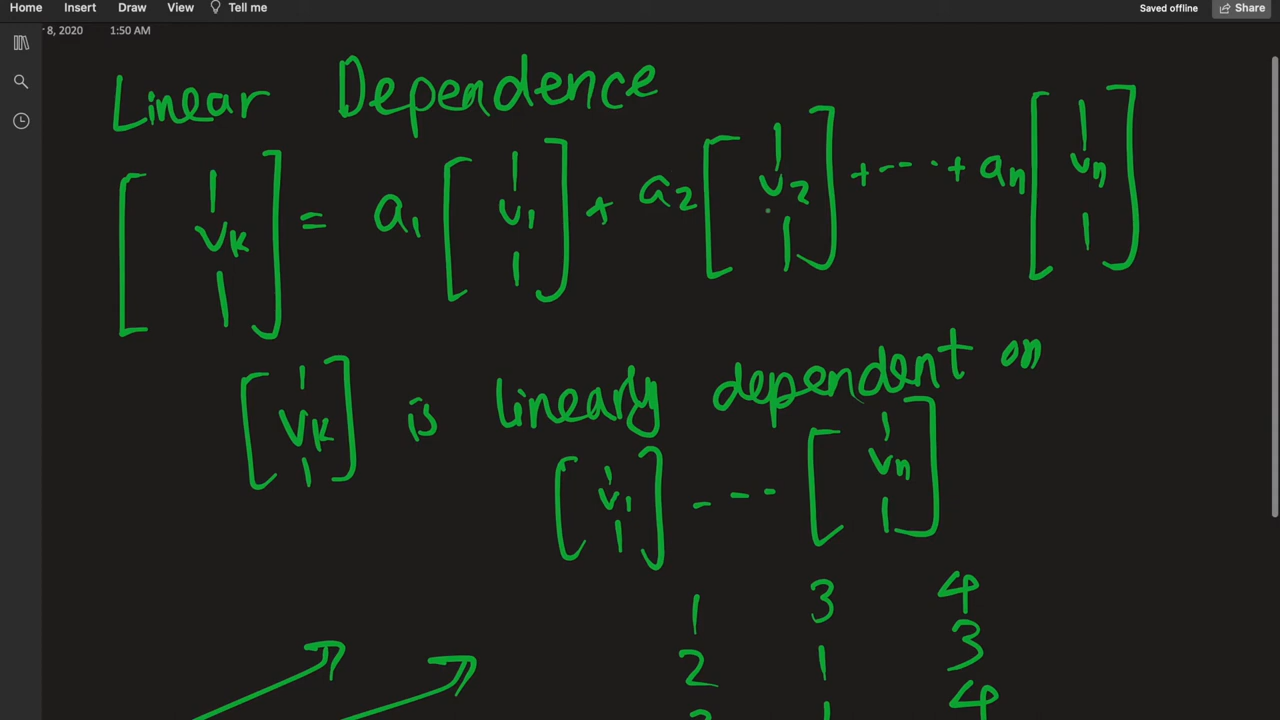 Home Insert Draw View Tell me Saved offline Share
8, 2020 1:50 AM
Linear Dependence
[ | vk | ] = a1 [ | v1 | ] + a2 [ | v2 | ] + --- + an [ | vn | ]
[ | vk | ] is linearly dependent on
[ | v1 | ] --- [ | vn | ]
1 3 4
2 1 3
4